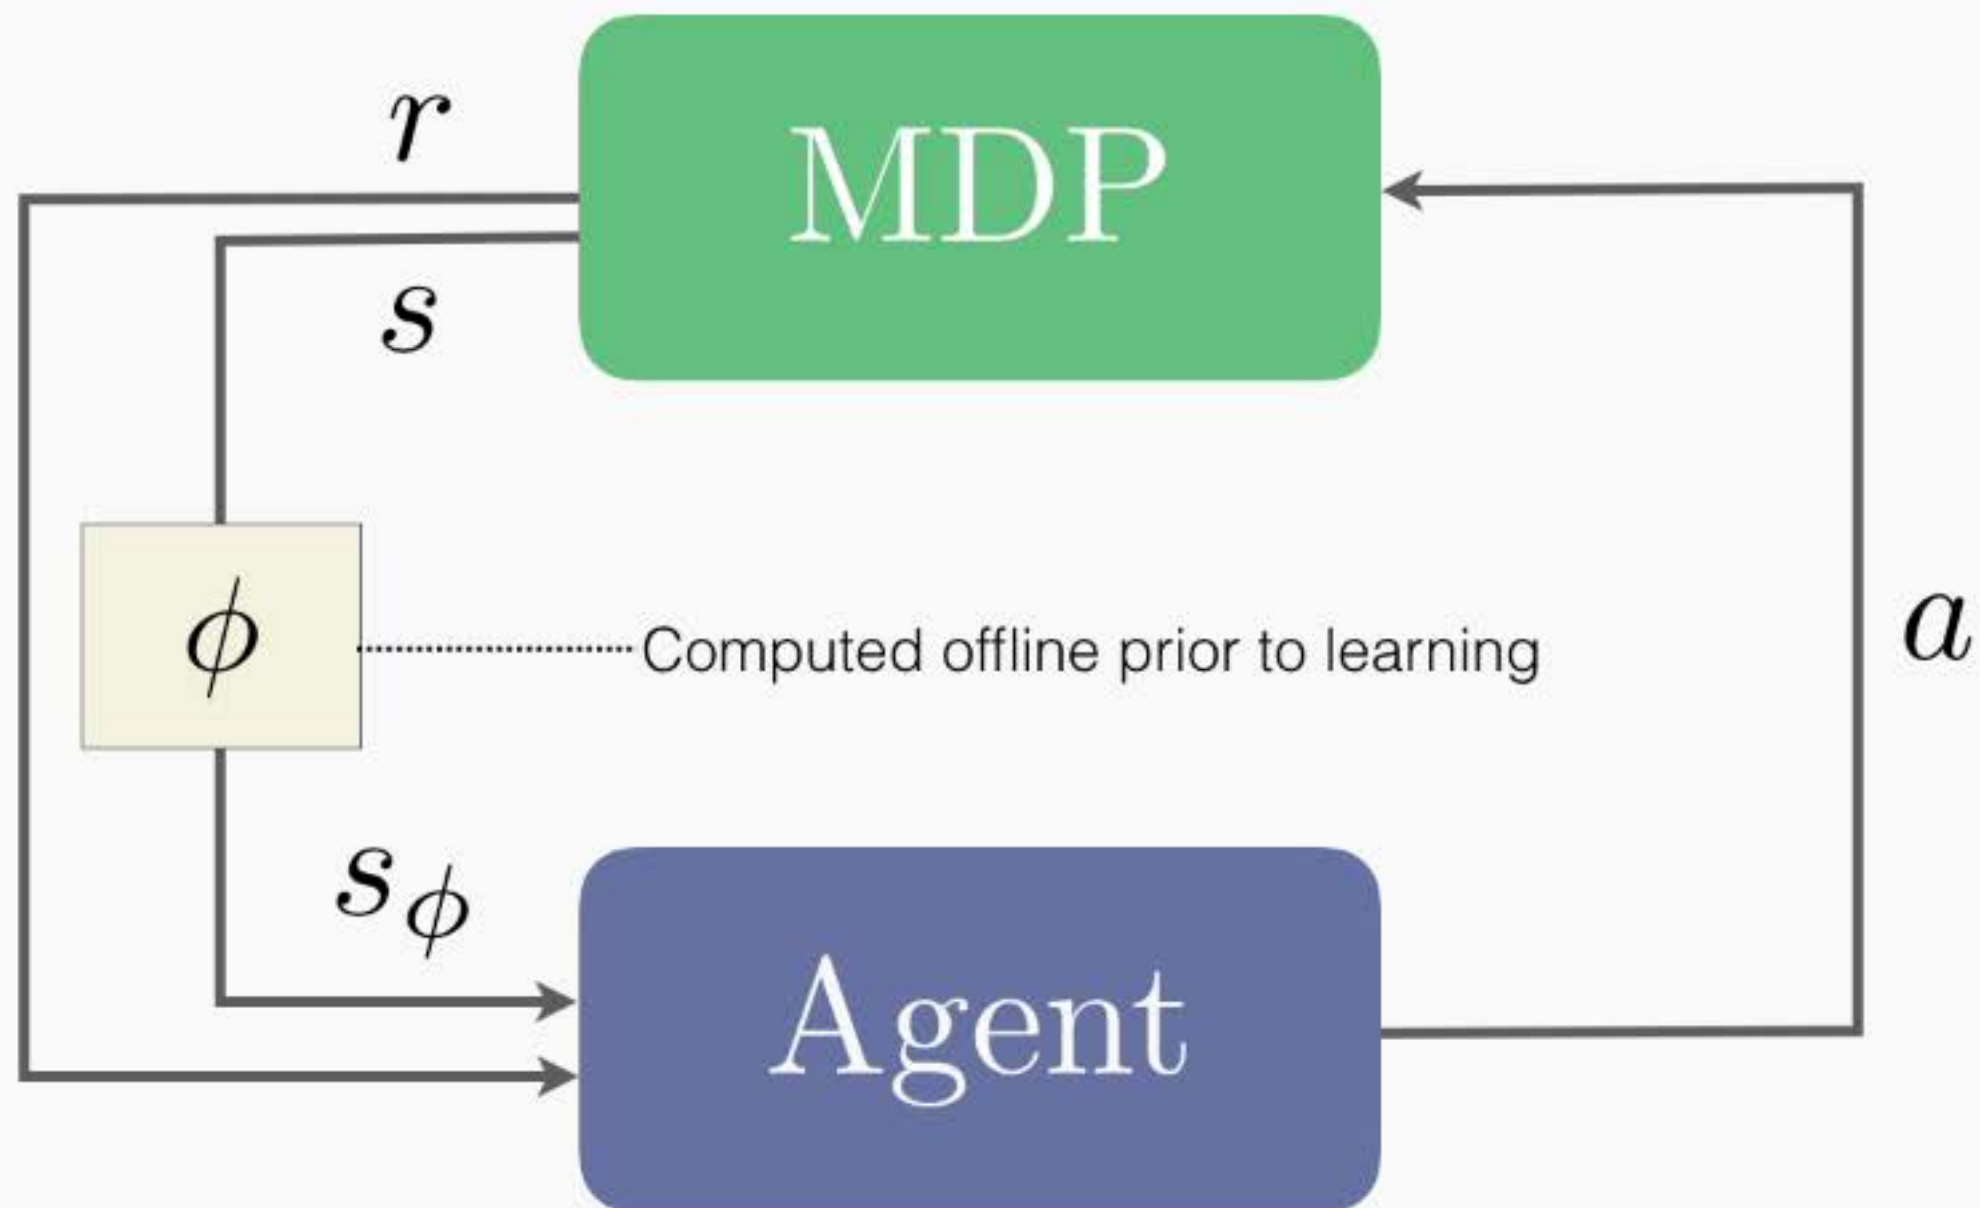 r
MDP
s
ϕ
Computed offline prior to learning
a
s_ϕ
Agent